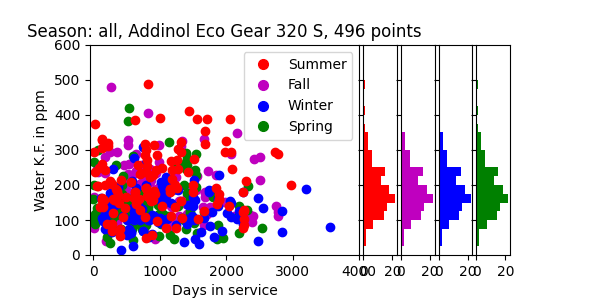 Season: all, Addinol Eco Gear 320 S, 496 points
Water K.F. in ppm
600
500
400
300
200
100
0
Summer
Fall
Winter
Spring
0 1000 2000 3000 4000 0 20 0 20 0 20 0 20
Days in service